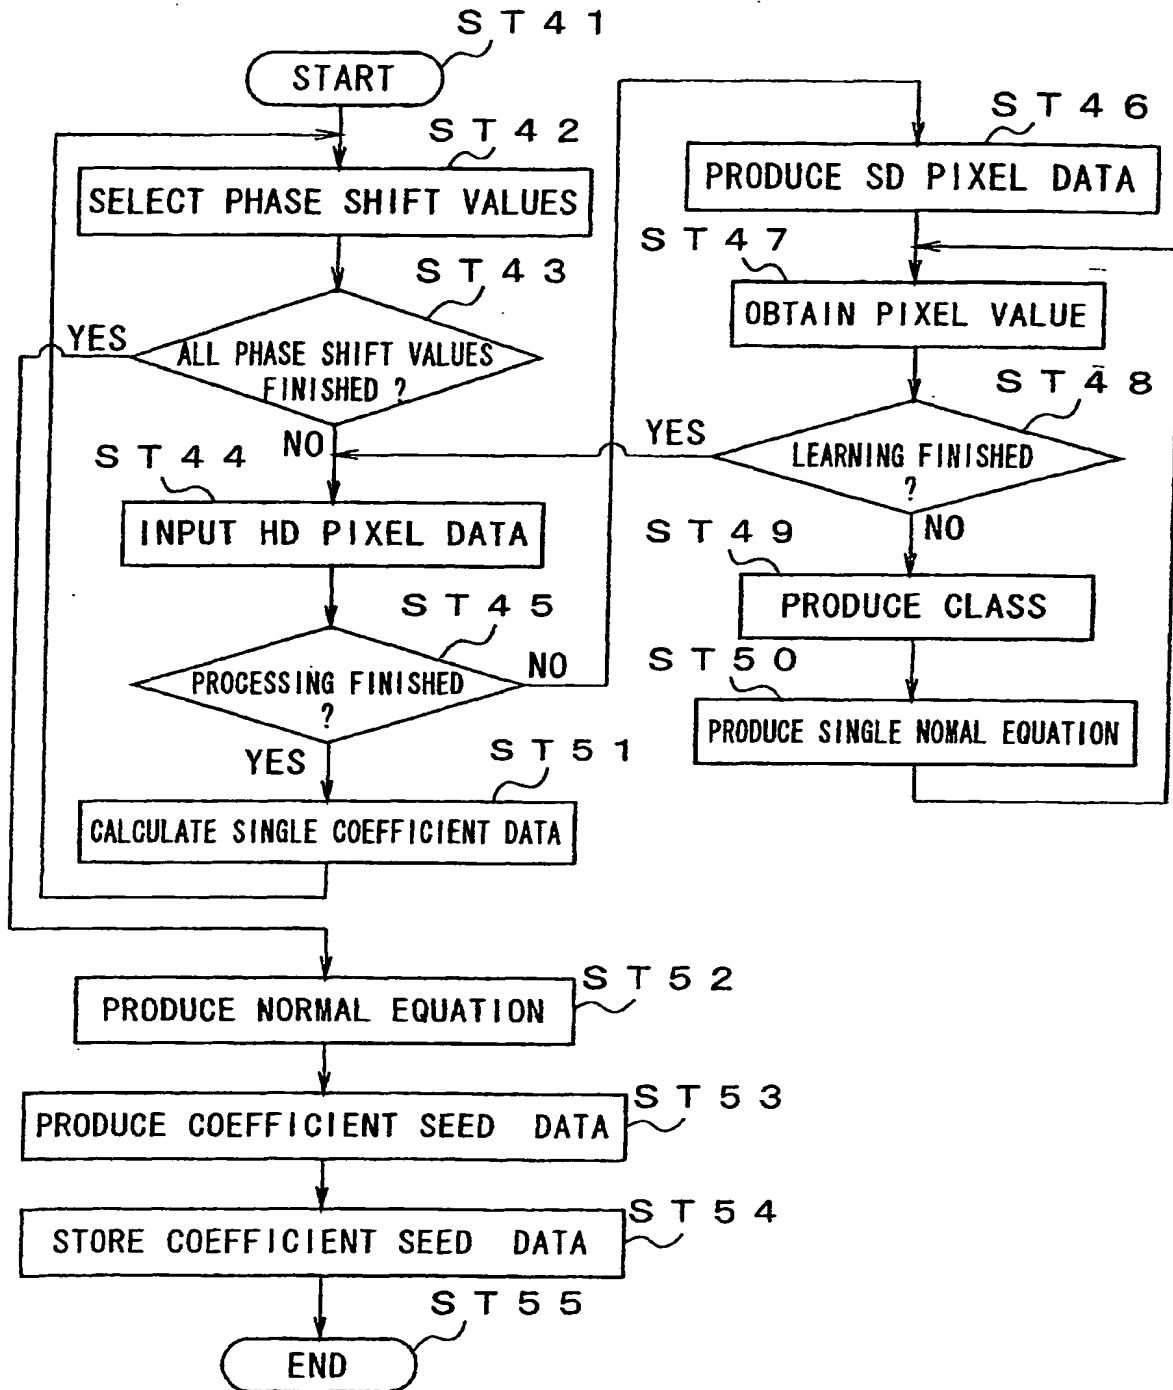 ST41
START
ST42
SELECT PHASE SHIFT VALUES
ST43
YES
ALL PHASE SHIFT VALUES
FINISHED ?
NO
ST44
INPUT HD PIXEL DATA
ST45
PROCESSING FINISHED
?
NO
YES
ST51
CALCULATE SINGLE COEFFICIENT DATA
ST46
PRODUCE SD PIXEL DATA
ST47
OBTAIN PIXEL VALUE
ST48
YES
LEARNING FINISHED
?
NO
ST49
PRODUCE CLASS
ST50
PRODUCE SINGLE NOMAL EQUATION
ST52
PRODUCE NORMAL EQUATION
ST53
PRODUCE COEFFICIENT SEED DATA
ST54
STORE COEFFICIENT SEED DATA
ST55
END